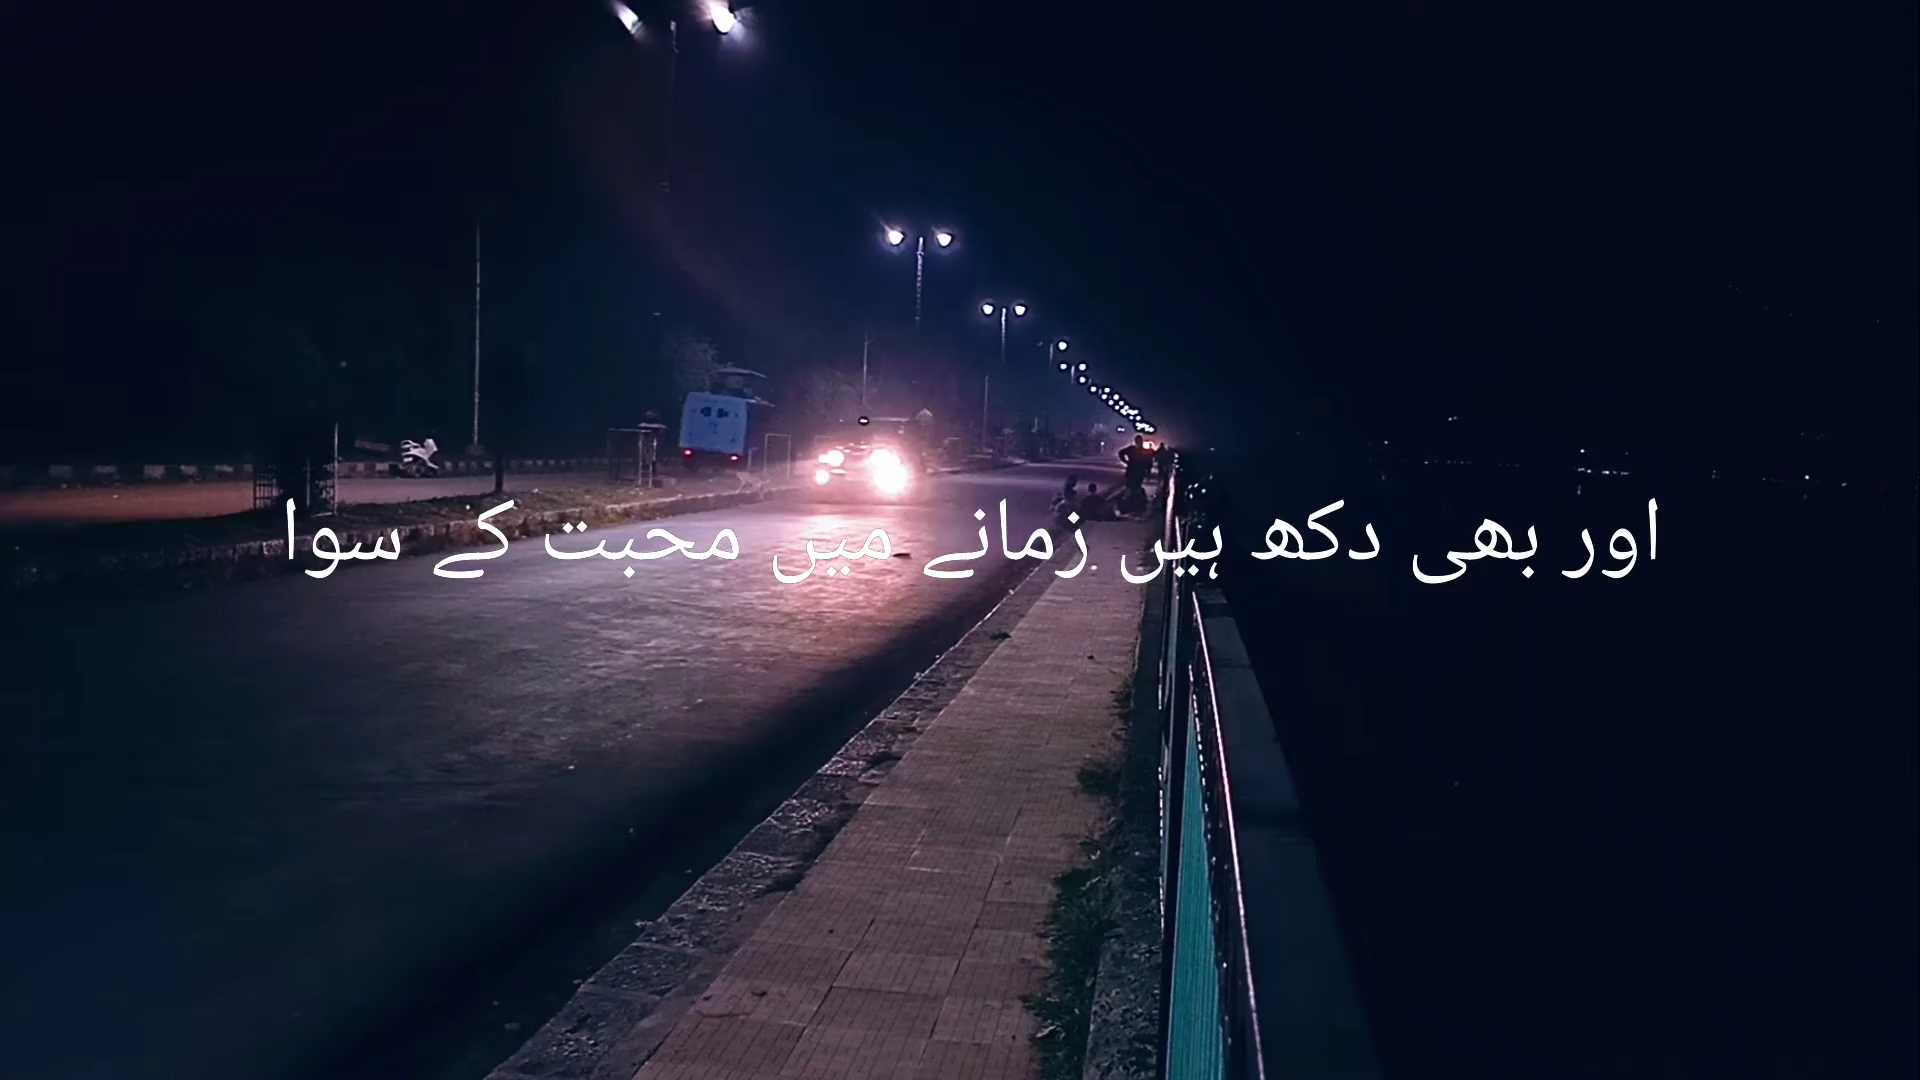 اور بھی دکھ ہیں زمانے میں محبت کے سوا